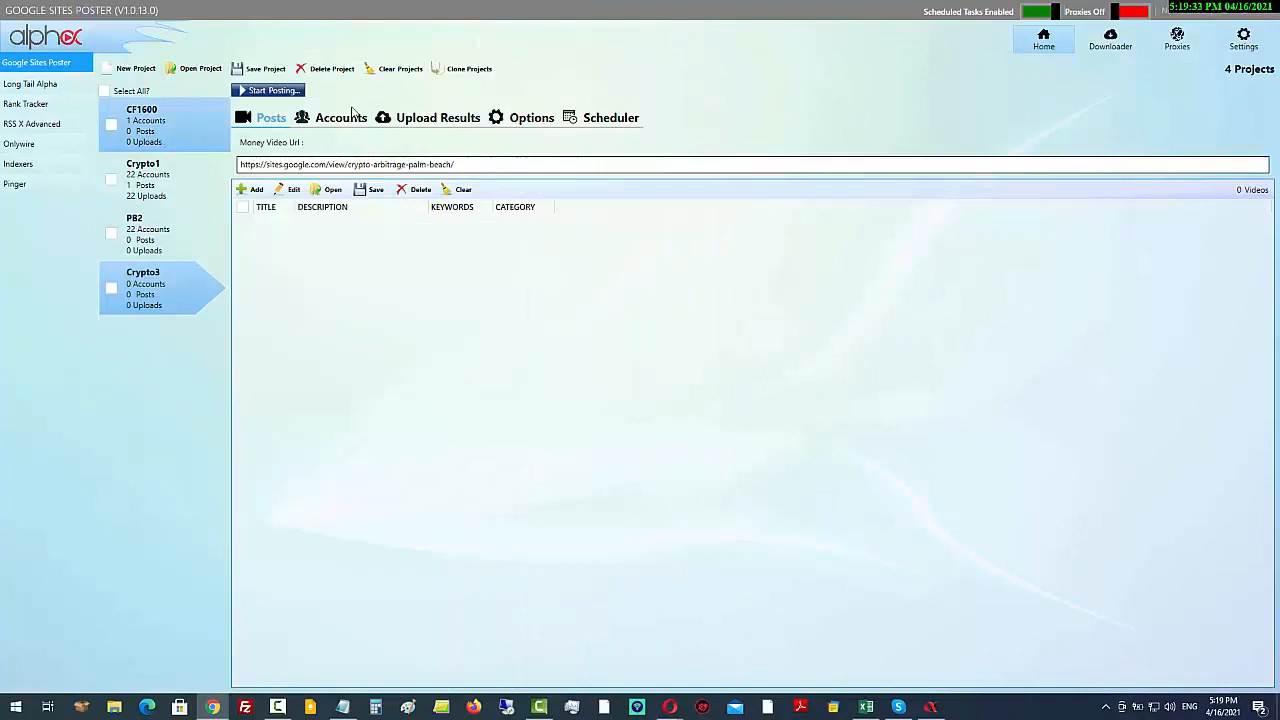 GOOGLE SITES POSTER (V1.0.13.0)
Scheduled Tasks Enabled
Proxies Off
5:19:33 PM 04/16/2021
alphex
Home
Downloader
Proxies
Settings
Google Sites Poster
New Project
Open Project
Save Project
Delete Project
Clear Projects
Clone Projects
4 Projects
Long Tail Alpha
Rank Tracker
RSS X Advanced
Onlywire
Indexers
Pinger
Select All?
CF1600
1 Accounts
0 Posts
0 Uploads
Crypto1
22 Accounts
1 Posts
22 Uploads
PB2
22 Accounts
0 Posts
0 Uploads
Crypto3
0 Accounts
0 Posts
0 Uploads
Start Posting...
Posts
Accounts
Upload Results
Options
Scheduler
Money Video Url :
https://sites.google.com/view/crypto-arbitrage-palm-beach/
Add
Edit
Open
Save
Delete
Clear
0 Videos
TITLE
DESCRIPTION
KEYWORDS
CATEGORY
ENG
5:19 PM
4/16/2021